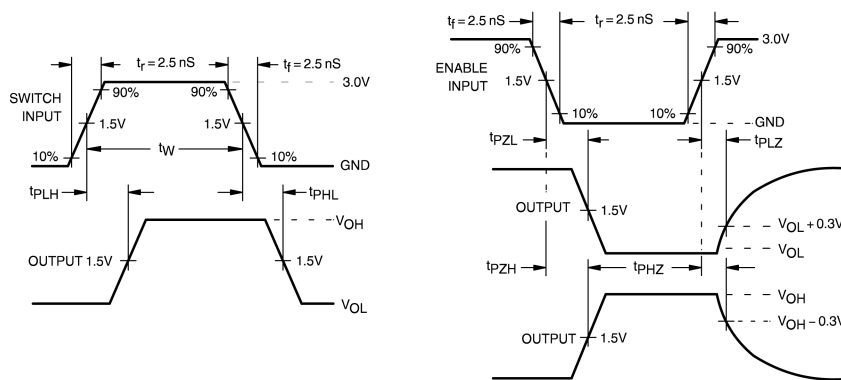 tr = 2.5 nS
tf = 2.5 nS
3.0V
SWITCH
INPUT
90%
90%
1.5V
1.5V
10%
10%
tW
GND
tPLH
tPHL
VOH
OUTPUT 1.5V
1.5V
VOL
tf = 2.5 nS
tr = 2.5 nS
3.0V
90%
90%
ENABLE
INPUT
1.5V
1.5V
10%
10%
GND
tPZL
tPLZ
OUTPUT
1.5V
VOL + 0.3V
VOL
tPZH
tPHZ
VOH
VOH – 0.3V
OUTPUT
1.5V